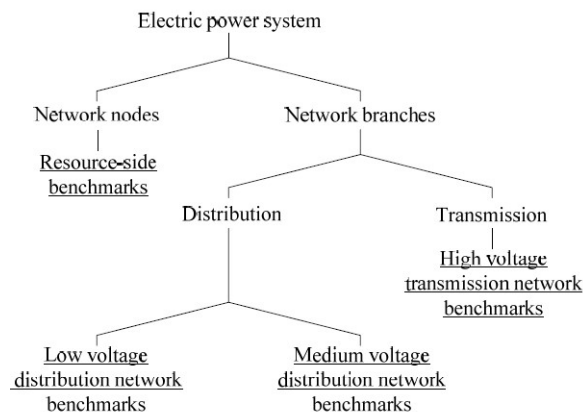 Electric power system
Network nodes
Network branches
Resource-side
benchmarks
Distribution
Transmission
High voltage
transmission network
benchmarks
Low voltage
distribution network
benchmarks
Medium voltage
distribution network
benchmarks